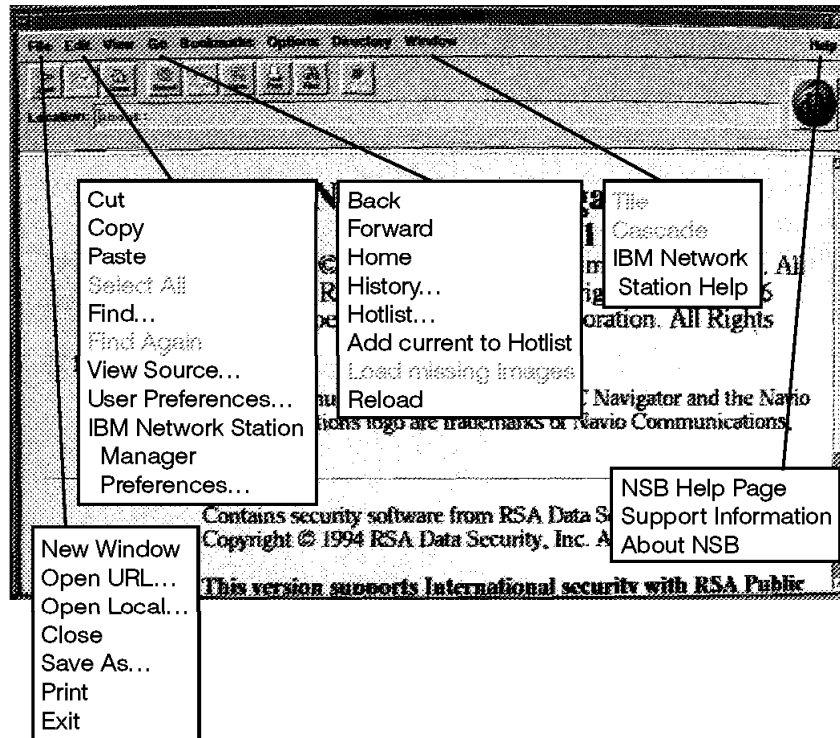 File Edit View Go Bookmarks Options Directory Window Help
Location: about:
Cut
Copy
Paste
Select All
Find...
Find Again
View Source...
User Preferences...
IBM Network Station
Manager
Preferences...
Back
Forward
Home
History...
Hotlist...
Add current to Hotlist
Load missing Images
Reload
Tile
Cascade
IBM Network
Station Help
All
oration. All Rights
Navigator and the Navio
logo are trademarks of Navio Communications,
NSB Help Page
Support Information
About NSB
Contains security software from RSA Data
Copyright © 1994 RSA Data Security, Inc. A
This version supports International security with RSA Public
New Window
Open URL...
Open Local...
Close
Save As...
Print
Exit